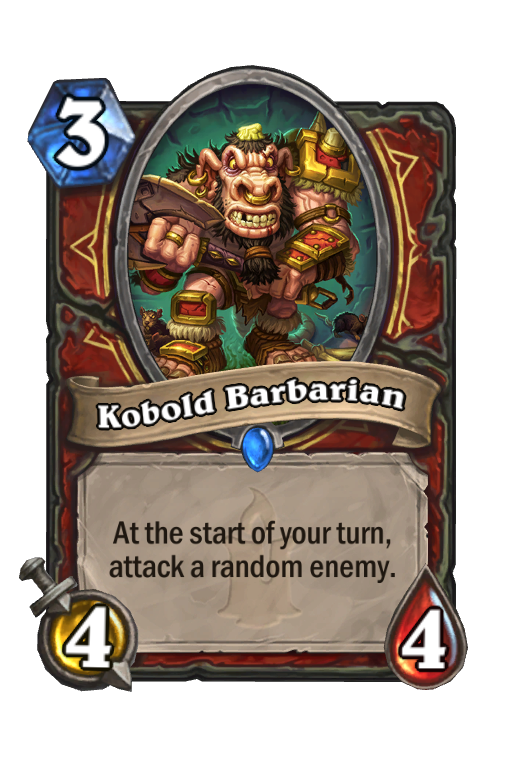 3
Kobold Barbarian
At the start of your turn,
attack a random enemy.
4
4